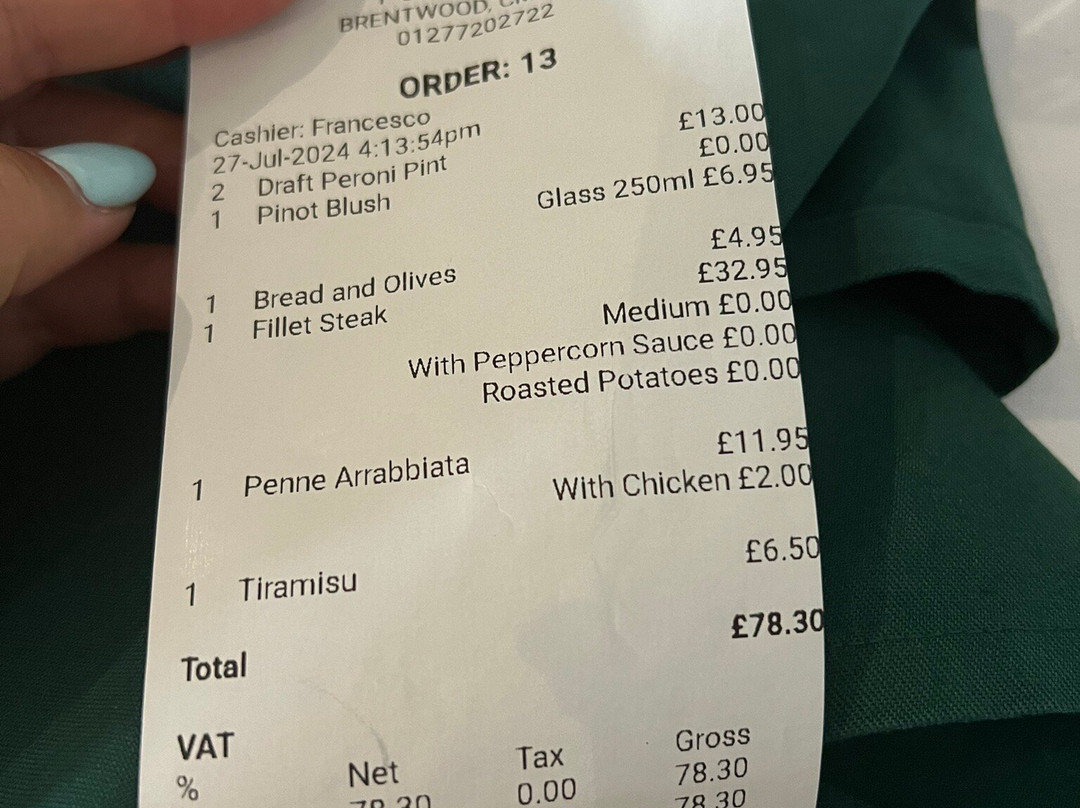 BRENTWOOD,
01277202722
ORDER: 13
Cashier: Francesco
27-Jul-2024 4:13:54pm
2 Draft Peroni Pint £13.00
1 Pinot Blush £0.00
Glass 250ml £6.95
1 Bread and Olives £4.95
1 Fillet Steak £32.95
Medium £0.00
With Peppercorn Sauce £0.00
Roasted Potatoes £0.00
1 Penne Arrabbiata £11.95
With Chicken £2.00
1 Tiramisu £6.50
Total £78.30
VAT
% Net Tax Gross
0.00 78.30
78.30